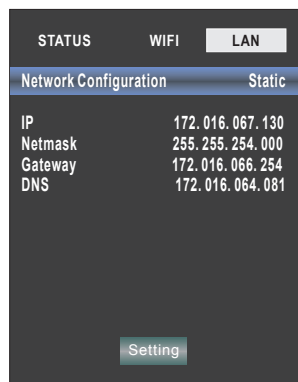 STATUS WIFI LAN
Network Configuration Static
IP 172.016.067.130
Netmask 255.255.254.000
Gateway 172.016.066.254
DNS 172.016.064.081
Setting